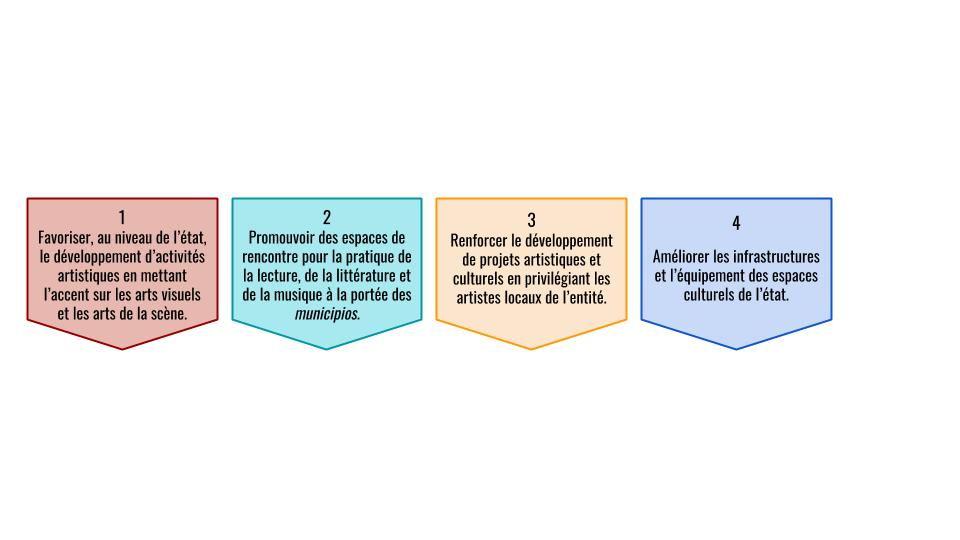 1
Favoriser, au niveau de l’état,
le développement d’activités
artistiques en mettant
l’accent sur les arts visuels
et les arts de la scène.
2
Promouvoir des espaces de
rencontre pour la pratique de
la lecture, de la littérature et
de la musique à la portée des
municipios.
3
Renforcer le développement
de projets artistiques et
culturels en privilégiant les
artistes locaux de l’entité.
4
Améliorer les infrastructures
et l’équipement des espaces
culturels de l’état.